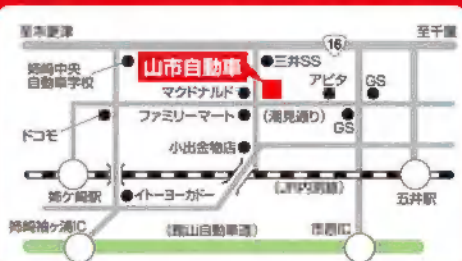 至木更津
16
至千葉
姉崎中央
自動車学校
山市自動車
三井SS
アピタ
GS
マクドナルド
ドコモ
ファミリーマート
(潮見通り)
GS
小出金物店
姉ケ崎駅
イトーヨーカドー
(JR内房線)
五井駅
姉崎袖ヶ浦IC
(館山自動車道)
市原IC